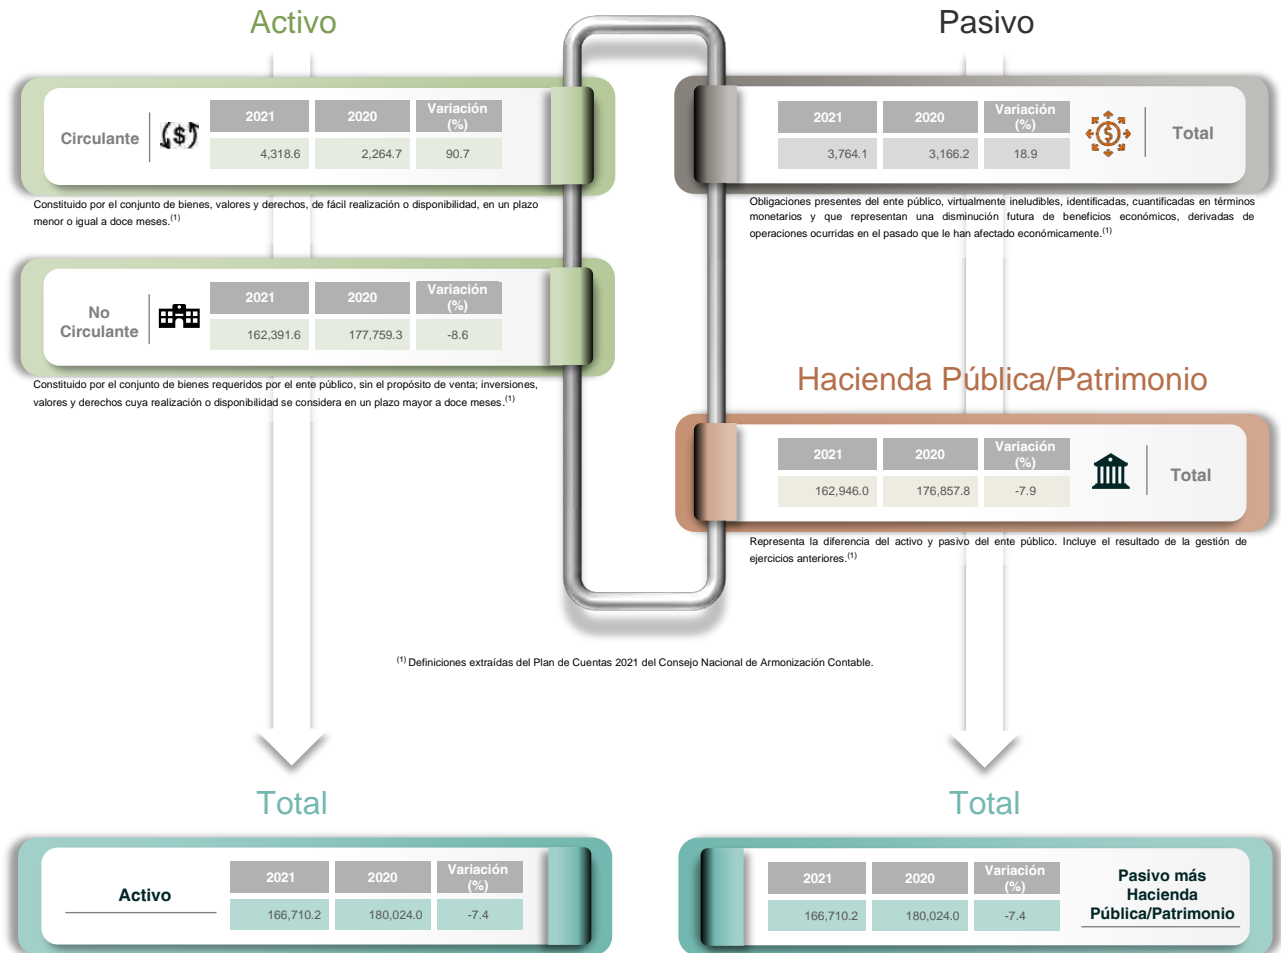 Activo
Circulante
2021 2020 Variación
(%)
4,318.6 2,264.7 90.7
Constituido por el conjunto de bienes, valores y derechos, de fácil realización o disponibilidad, en un plazo
menor o igual a doce meses.(1)
No
Circulante
2021 2020 Variación
(%)
162,391.6 177,759.3 -8.6
Constituido por el conjunto de bienes requeridos por el ente público, sin el propósito de venta; inversiones,
valores y derechos cuya realización o disponibilidad se considera en un plazo mayor a doce meses.(1)
Pasivo
2021 2020 Variación
(%)
3,764.1 3,166.2 18.9
Total
Obligaciones presentes del ente público, virtualmente ineludibles, identificadas, cuantificadas en términos
monetarios y que representan una disminución futura de beneficios económicos, derivadas de
operaciones ocurridas en el pasado que le han afectado económicamente.(1)
Hacienda Pública/Patrimonio
2021 2020 Variación
(%)
162,946.0 176,857.8 -7.9
Total
Representa la diferencia del activo y pasivo del ente público. Incluye el resultado de la gestión de
ejercicios anteriores.(1)
(1) Definiciones extraídas del Plan de Cuentas 2021 del Consejo Nacional de Armonización Contable.
Total
Activo
2021 2020 Variación
(%)
166,710.2 180,024.0 -7.4
Total
2021 2020 Variación
(%)
166,710.2 180,024.0 -7.4
Pasivo más
Hacienda
Pública/Patrimonio